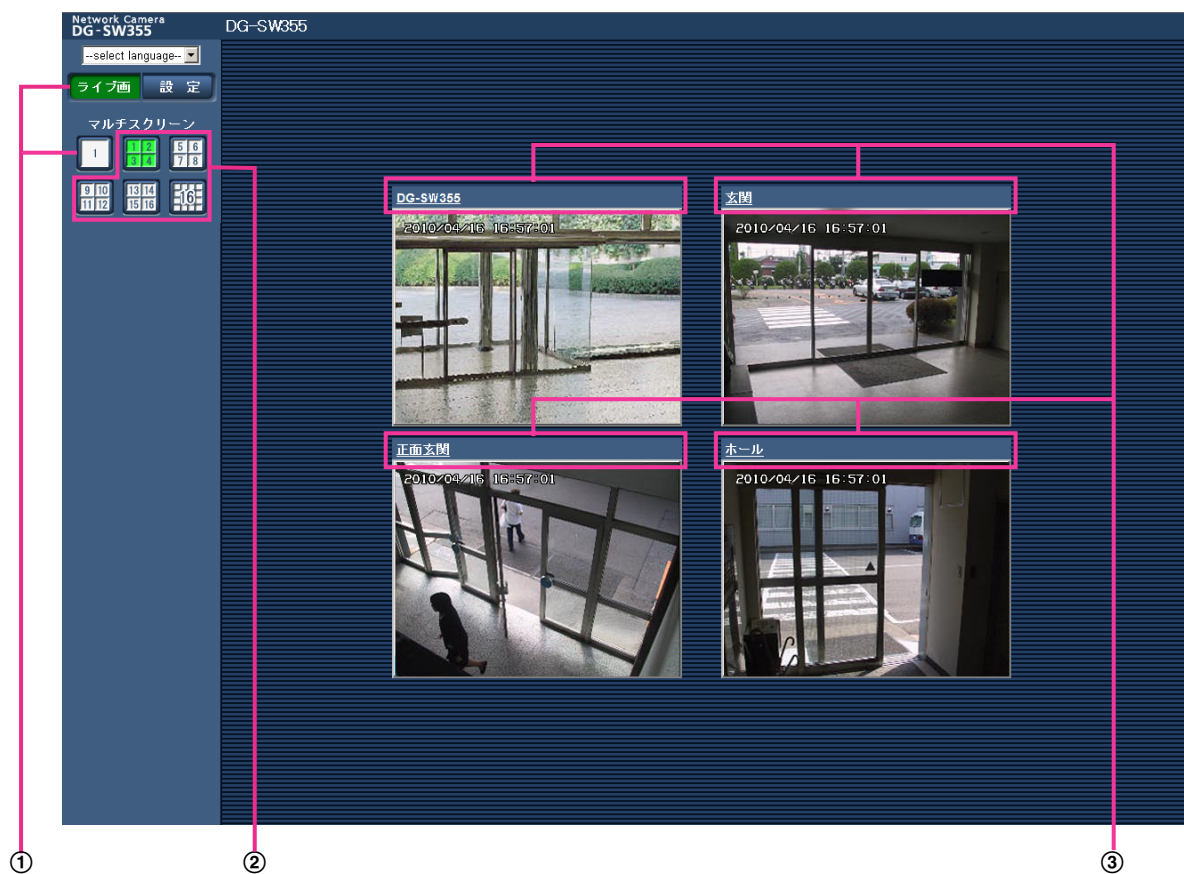 Network Camera
DG-SW355
DG-SW355
--select language--
ライブ画 設 定
マルチスクリーン
1
1 2
3 4
5 6
7 8
9 10
11 12
13 14
15 16
16
DG-SW355
玄関
2010/04/16 16:57:01
2010/04/16 16:57:01
正面玄関
ホール
2010/04/16 16:57:01
2010/04/16 16:57:01
① ② ③